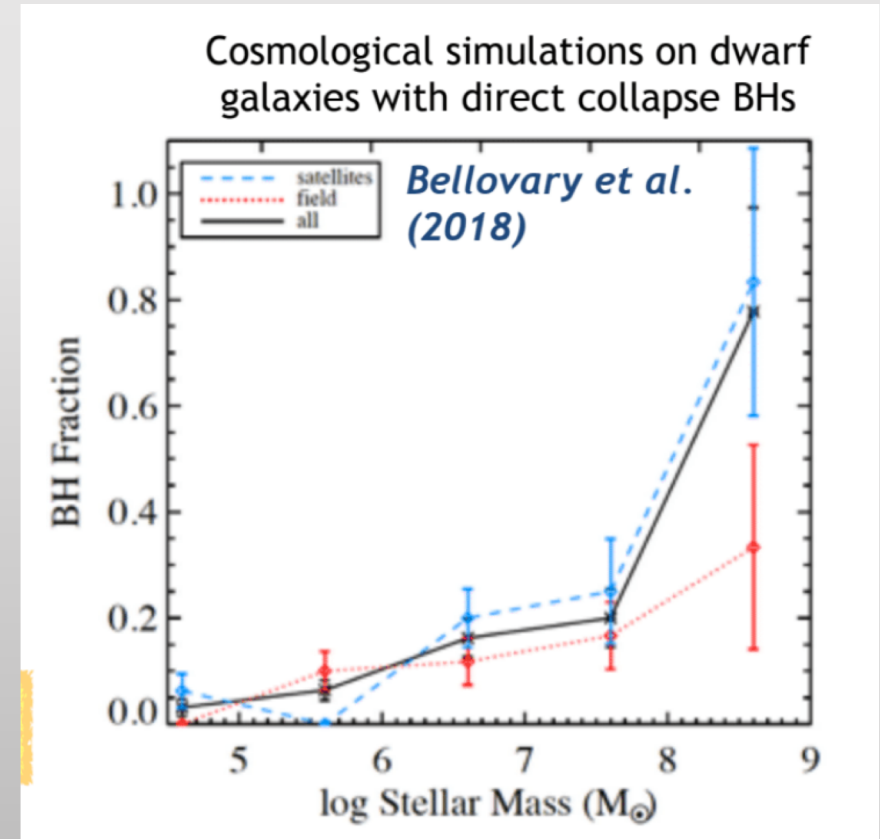 Cosmological simulations on dwarf
galaxies with direct collapse BHs
satellites
field
all
Bellovary et al.
(2018)
1.0
0.8
0.6
0.4
0.2
0.0
BH Fraction
5 6 7 8 9
log Stellar Mass (M☉)